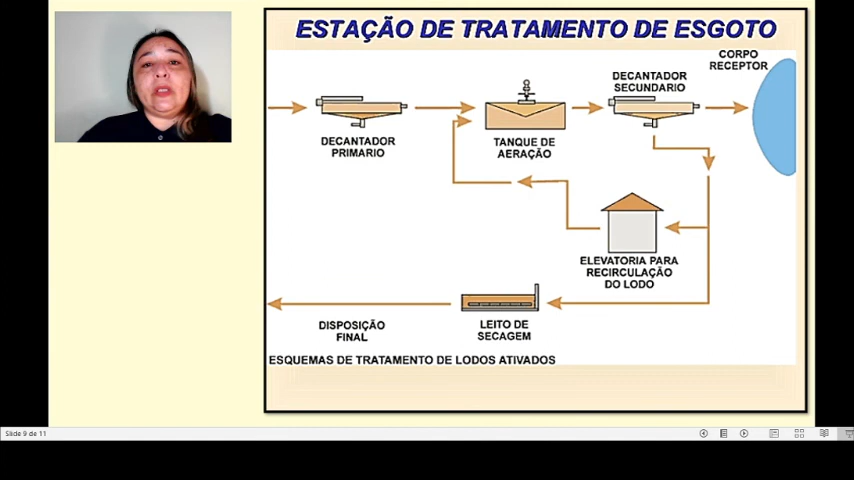 ESTAÇÃO DE TRATAMENTO DE ESGOTO
CORPO
RECEPTOR
DECANTADOR
SECUNDARIO
DECANTADOR
PRIMARIO
TANQUE DE
AERAÇÃO
ELEVATORIA PARA
RECIRCULAÇÃO
DO LODO
DISPOSIÇÃO
FINAL
LEITO DE
SECAGEM
ESQUEMAS DE TRATAMENTO DE LODOS ATIVADOS
Slide 9 de 11